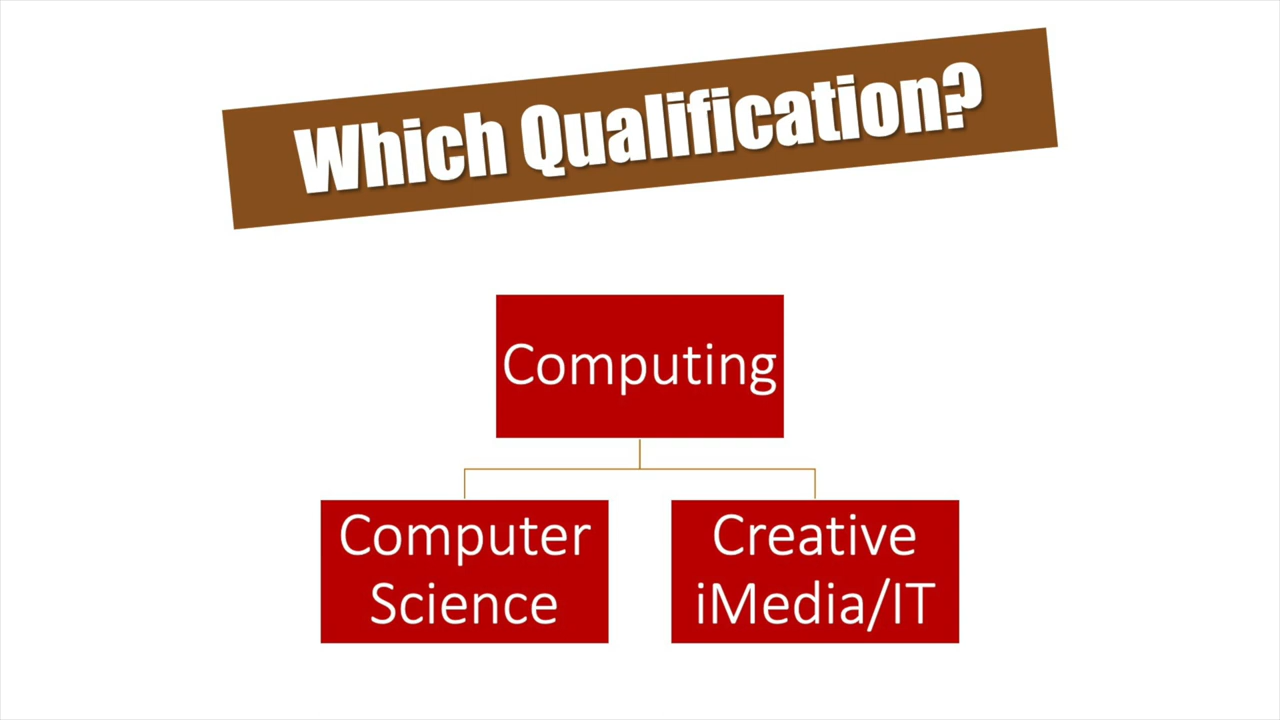 Which Qualification?
Computing
Computer
Science
Creative
iMedia/IT